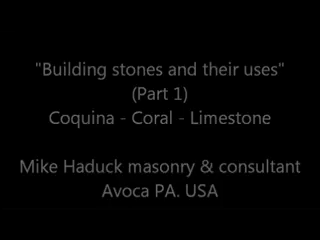 "Building stones and their uses"
(Part 1)
Coquina - Coral - Limestone
Mike Haduck masonry & consultant
Avoca PA. USA